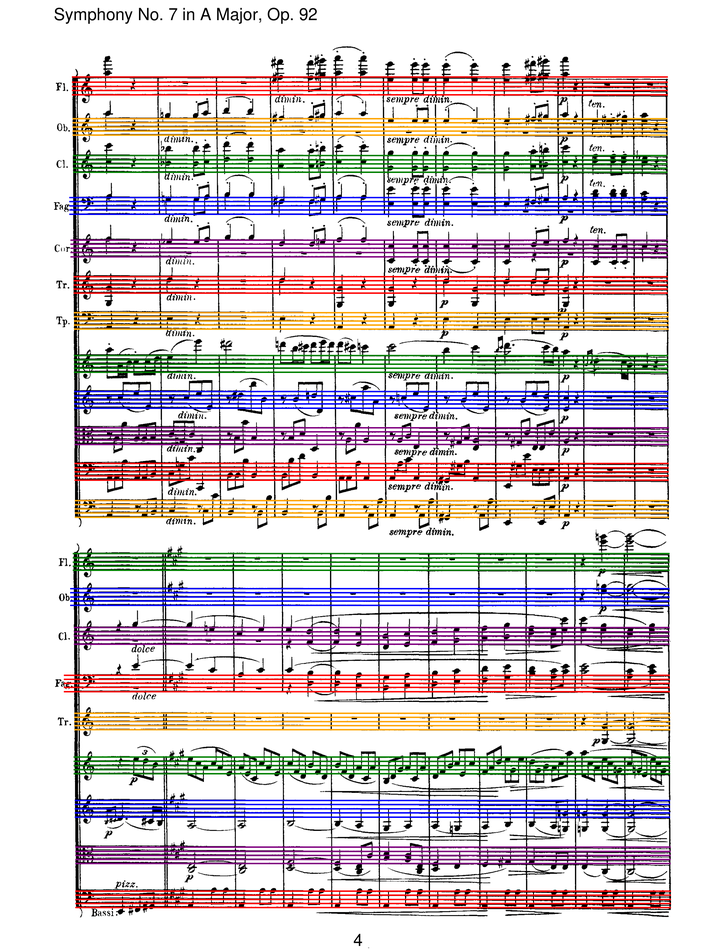 Symphony No. 7 in A Major, Op. 92
Fl.
dimin. sempre dimin. p ten.
Ob.
dimin. sempre dimin. ten.
Cl.
dimin. sempre dimin. p ten.
Fag.
dimin. sempre dimin. p ten.
Cor.
dimin. sempre dimin. p
Tr.
dimin. p p
Tp.
dimin. p p
dimin. sempre dimin. p
dimin. sempre dimin. p
dimin. sempre dimin. p
dimin. sempre dimin. p
dimin. sempre dimin. p
Fl.
p
Ob.
p
Cl.
dolce
Fag.
dolce
Tr.
p
3
p
p
p
pizz.
Bassi.
4